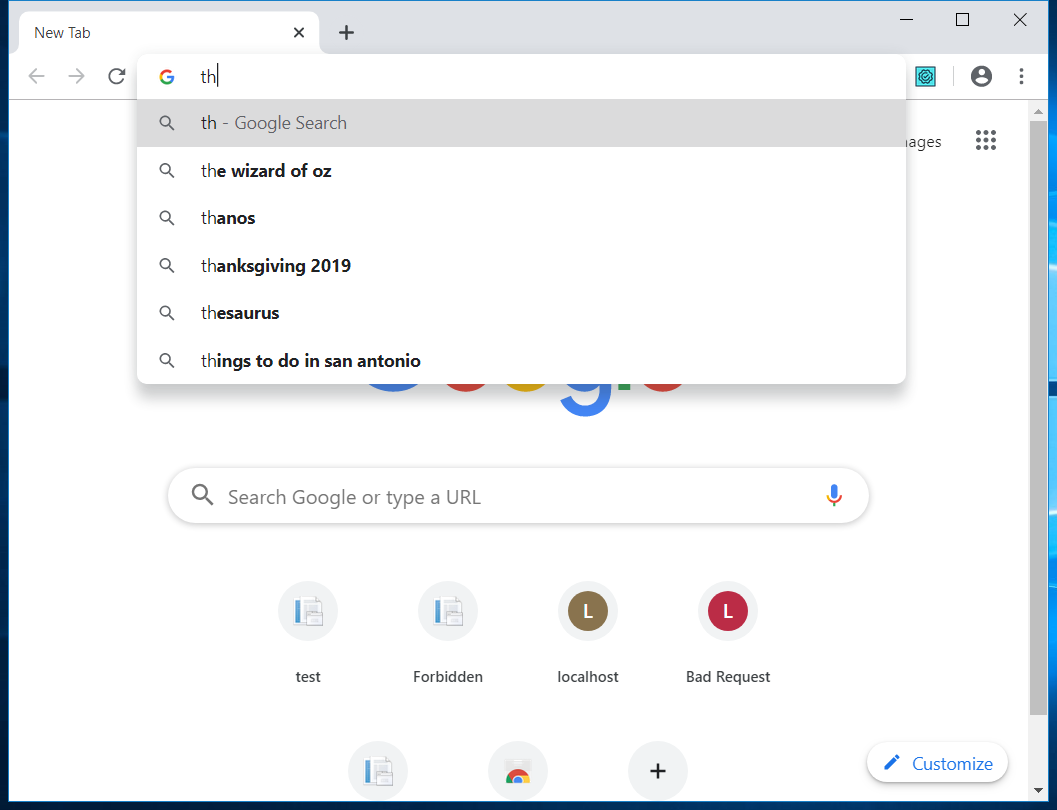 New Tab
th
th - Google Search
ages
the wizard of oz
thanos
thanksgiving 2019
thesaurus
things to do in san antonio
Search Google or type a URL
L
L
test
Forbidden
localhost
Bad Request
Customize